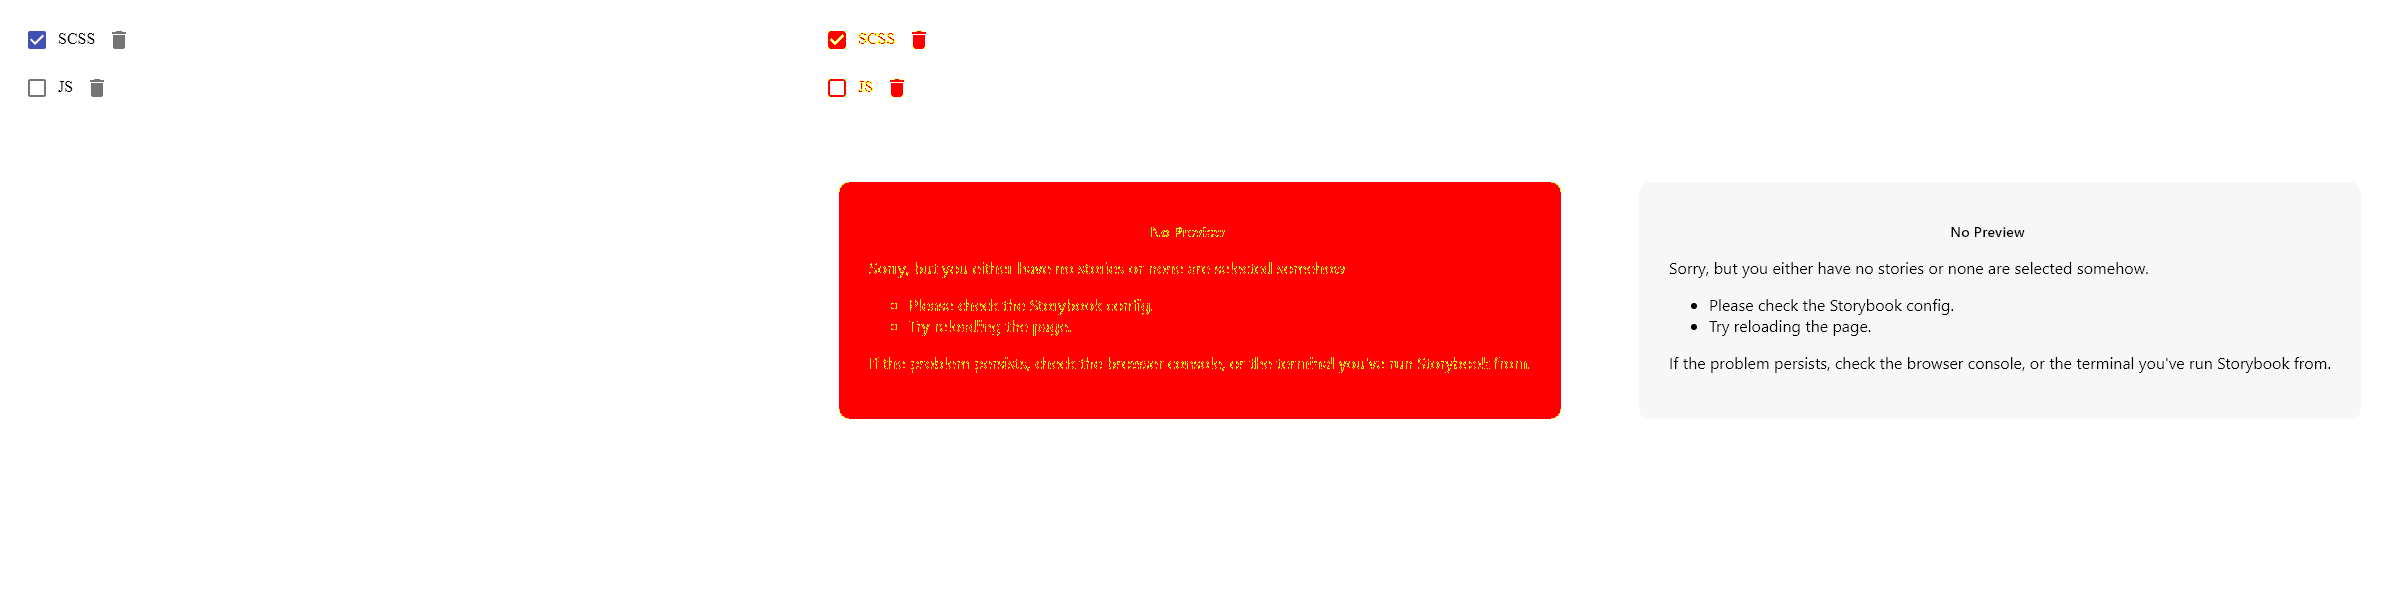 SCSS
JS
SCSS
JS
No Preview
Sorry, but you either have no stories or none are selected somehow
Please check the Storybook config.
Try reloading the page.
If the problem persists, check the browser console, or the terminal you've run Storybook from.
No Preview
Sorry, but you either have no stories or none are selected somehow.
Please check the Storybook config.
Try reloading the page.
If the problem persists, check the browser console, or the terminal you've run Storybook from.